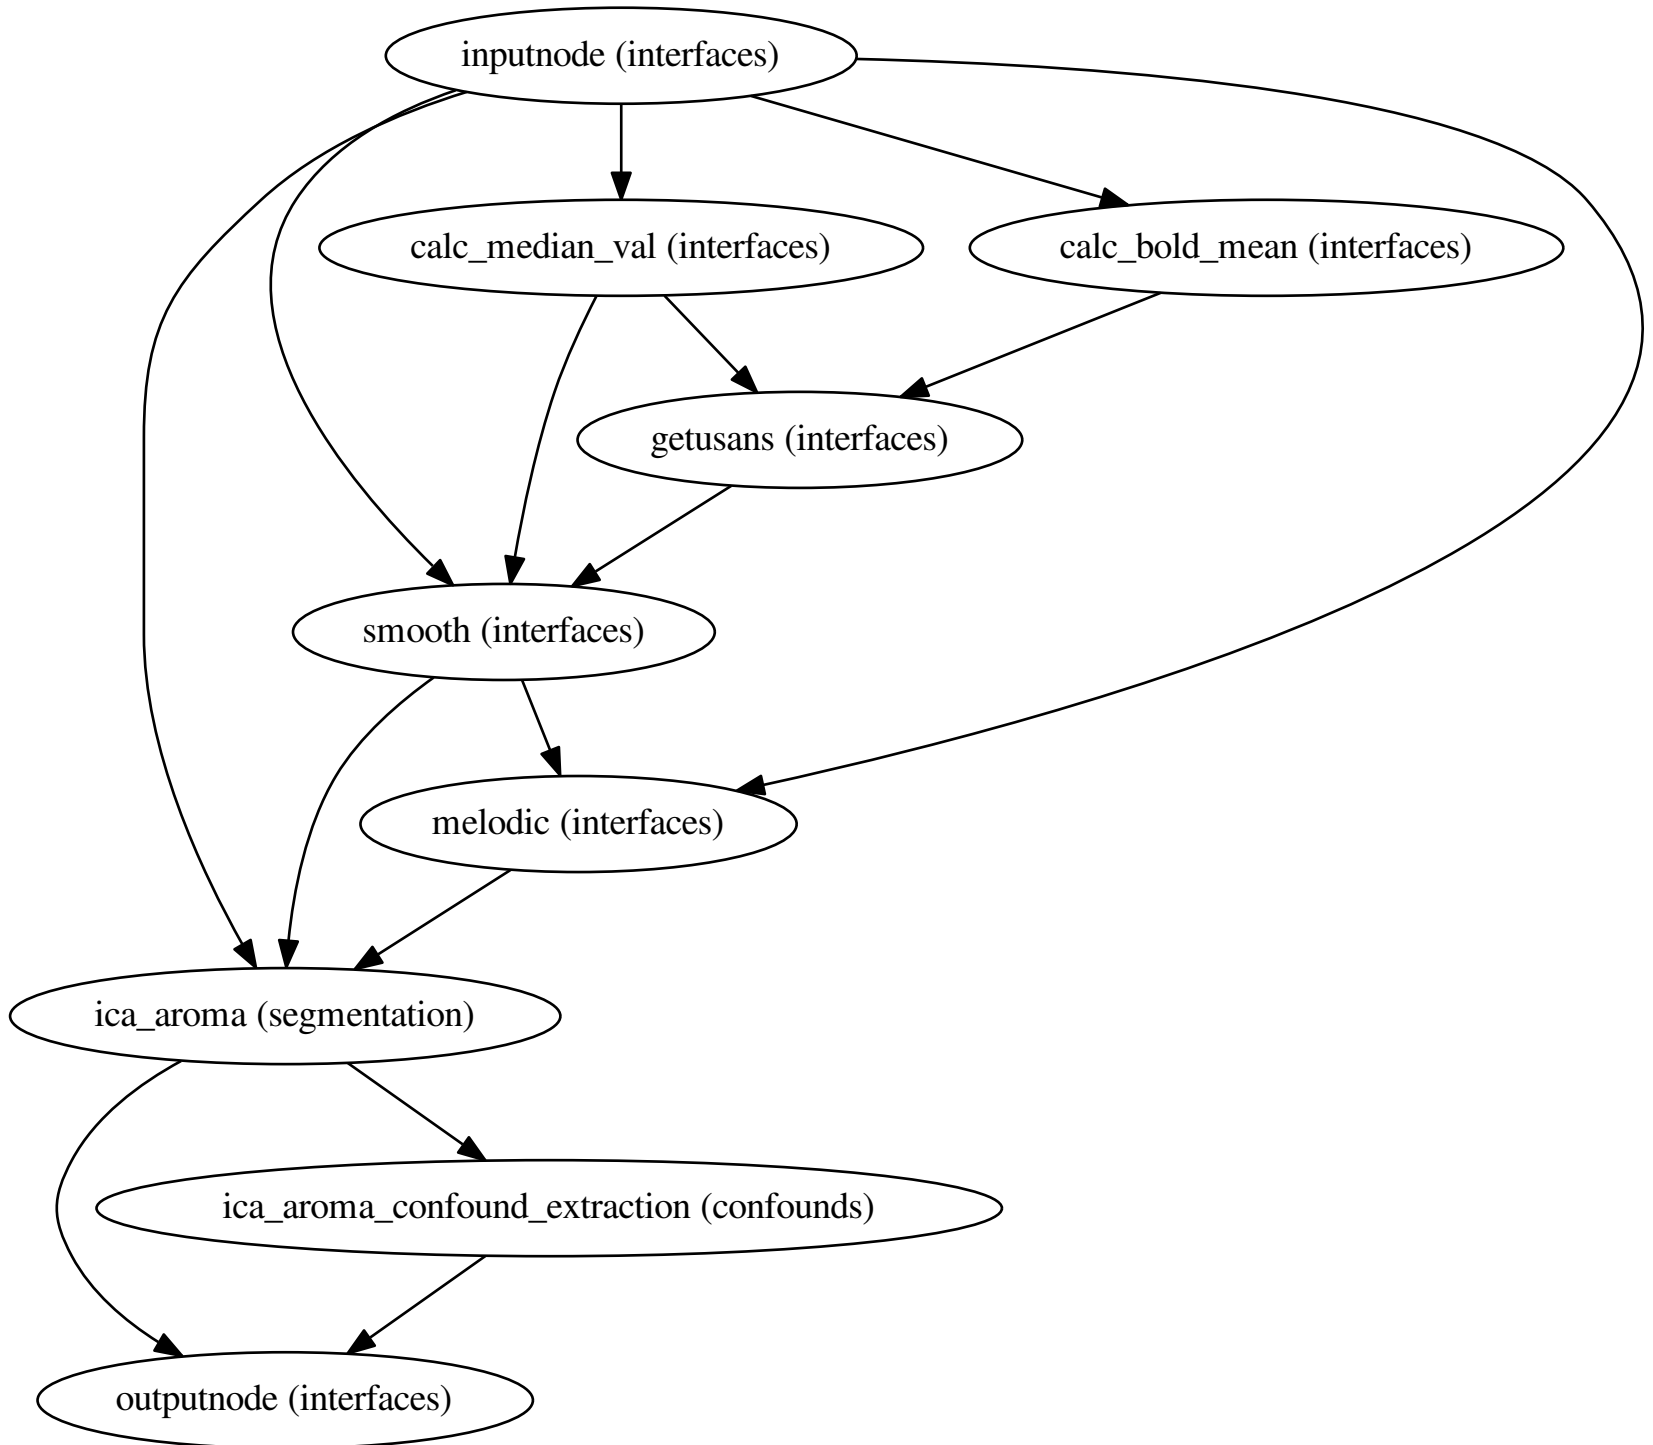 inputnode (interfaces)
calc_median_val (interfaces)
calc_bold_mean (interfaces)
getusans (interfaces)
smooth (interfaces)
melodic (interfaces)
ica_aroma (segmentation)
ica_aroma_confound_extraction (confounds)
outputnode (interfaces)